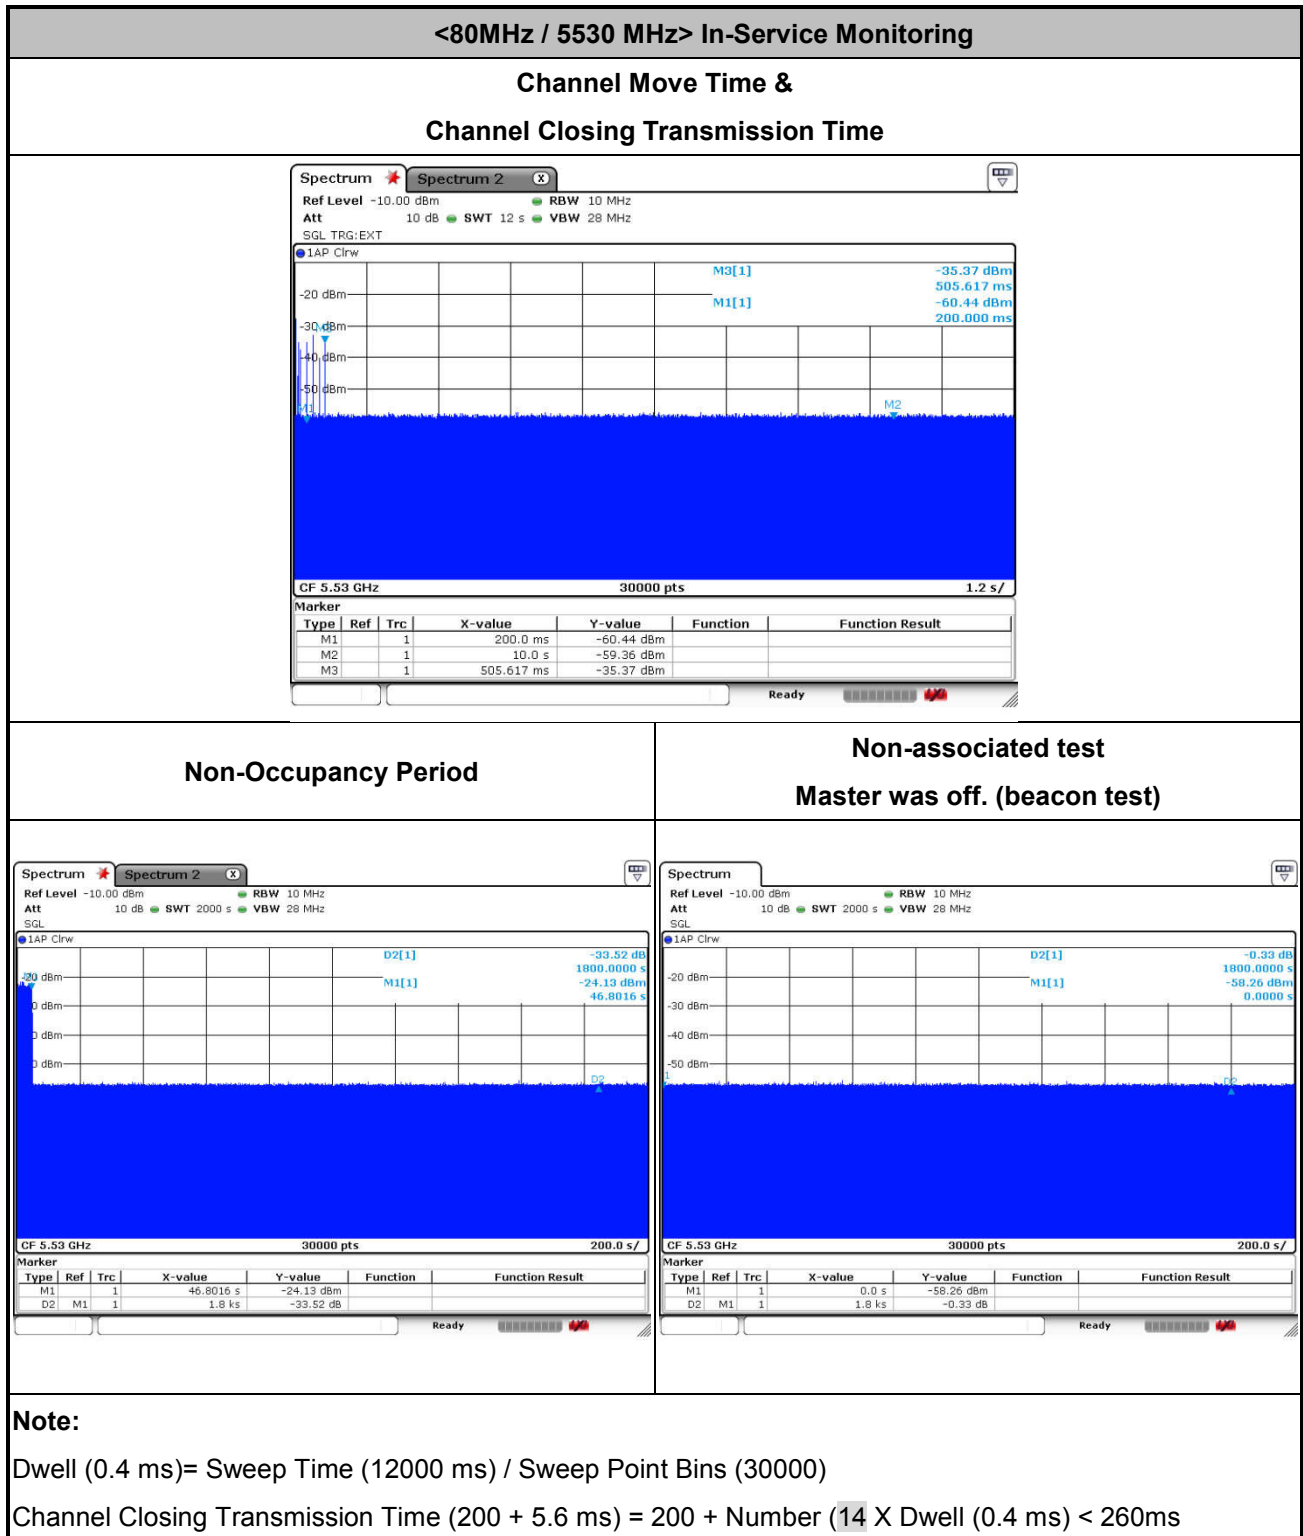 <80MHz / 5530 MHz> In-Service Monitoring
Channel Move Time &
Channel Closing Transmission Time
Spectrum Spectrum 2 X
Ref Level -10.00 dBm RBW 10 MHz
Att 10 dB SWT 12 s VBW 28 MHz
SGL TRG:EXT
1AP Clrw
M3[1] -35.37 dBm
505.617 ms
-20 dBm
M1[1] -60.44 dBm
200.000 ms
-30 dBm
-40 dBm
-50 dBm
M1
M2
CF 5.53 GHz 30000 pts 1.2 s/
Marker
Type Ref Trc X-value Y-value Function Function Result
M1 1 200.0 ms -60.44 dBm
M2 1 10.0 s -59.36 dBm
M3 1 505.617 ms -35.37 dBm
Ready
Non-Occupancy Period
Non-associated test
Master was off. (beacon test)
Spectrum Spectrum 2 X
Ref Level -10.00 dBm RBW 10 MHz
Att 10 dB SWT 2000 s VBW 28 MHz
SGL
1AP Clrw
D2[1] -33.52 dB
1800.0000 s
-20 dBm
M1[1] -24.13 dBm
46.8016 s
0 dBm
0 dBm
0 dBm
D2
CF 5.53 GHz 30000 pts 200.0 s/
Marker
Type Ref Trc X-value Y-value Function Function Result
M1 1 46.8016 s -24.13 dBm
D2 M1 1 1.8 ks -33.52 dB
Ready
Spectrum
Ref Level -10.00 dBm RBW 10 MHz
Att 10 dB SWT 2000 s VBW 28 MHz
SGL
1AP Clrw
D2[1] -0.33 dB
1800.0000 s
-20 dBm
M1[1] -58.26 dBm
0.0000 s
-30 dBm
-40 dBm
-50 dBm
1
D2
CF 5.53 GHz 30000 pts 200.0 s/
Marker
Type Ref Trc X-value Y-value Function Function Result
M1 1 0.0 s -58.26 dBm
D2 M1 1 1.8 ks -0.33 dB
Ready
Note:
Dwell (0.4 ms)= Sweep Time (12000 ms) / Sweep Point Bins (30000)
Channel Closing Transmission Time (200 + 5.6 ms) = 200 + Number (14 X Dwell (0.4 ms) < 260ms